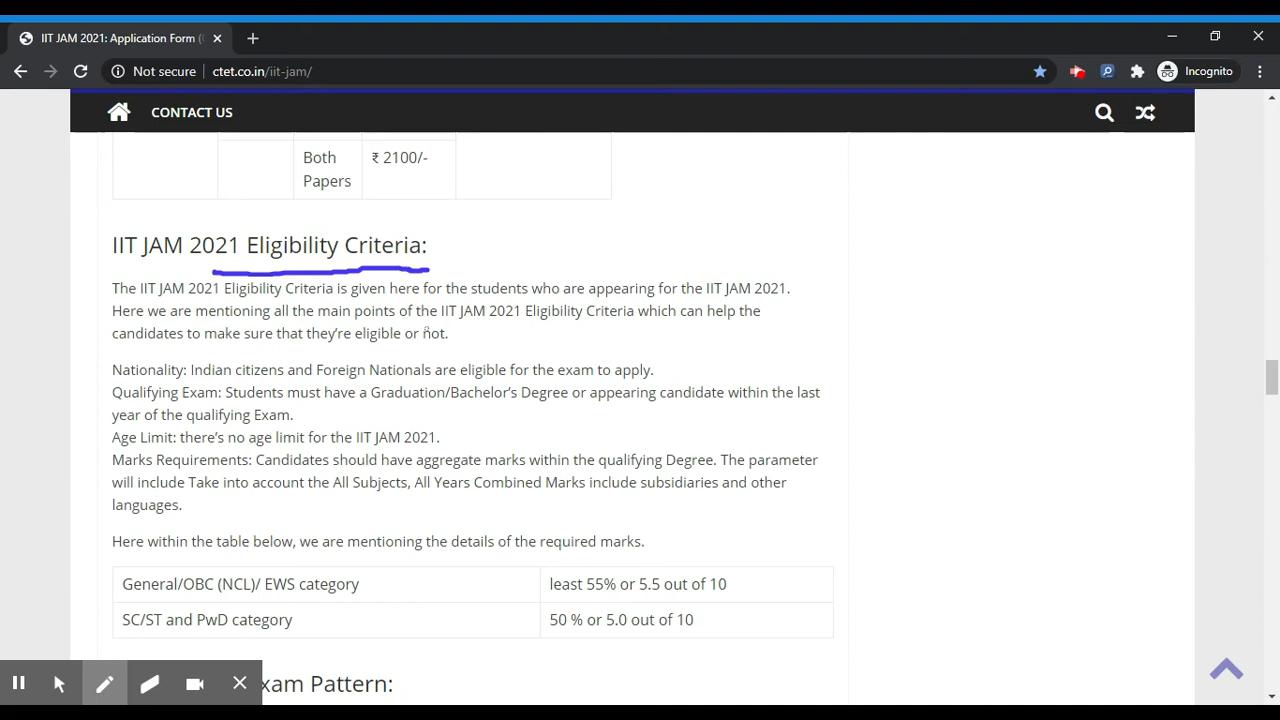 IIT JAM 2021: Application Form (
Not secure
ctet.co.in/iit-jam/
Incognito
CONTACT US
Both Papers
₹ 2100/-
IIT JAM 2021 Eligibility Criteria:
The IIT JAM 2021 Eligibility Criteria is given here for the students who are appearing for the IIT JAM 2021.
Here we are mentioning all the main points of the IIT JAM 2021 Eligibility Criteria which can help the
candidates to make sure that they're eligible or not.
Nationality: Indian citizens and Foreign Nationals are eligible for the exam to apply.
Qualifying Exam: Students must have a Graduation/Bachelor's Degree or appearing candidate within the last
year of the qualifying Exam.
Age Limit: there's no age limit for the IIT JAM 2021.
Marks Requirements: Candidates should have aggregate marks within the qualifying Degree. The parameter
will include Take into account the All Subjects, All Years Combined Marks include subsidiaries and other
languages.
Here within the table below, we are mentioning the details of the required marks.
General/OBC (NCL)/ EWS category
least 55% or 5.5 out of 10
SC/ST and PwD category
50 % or 5.0 out of 10
xam Pattern: